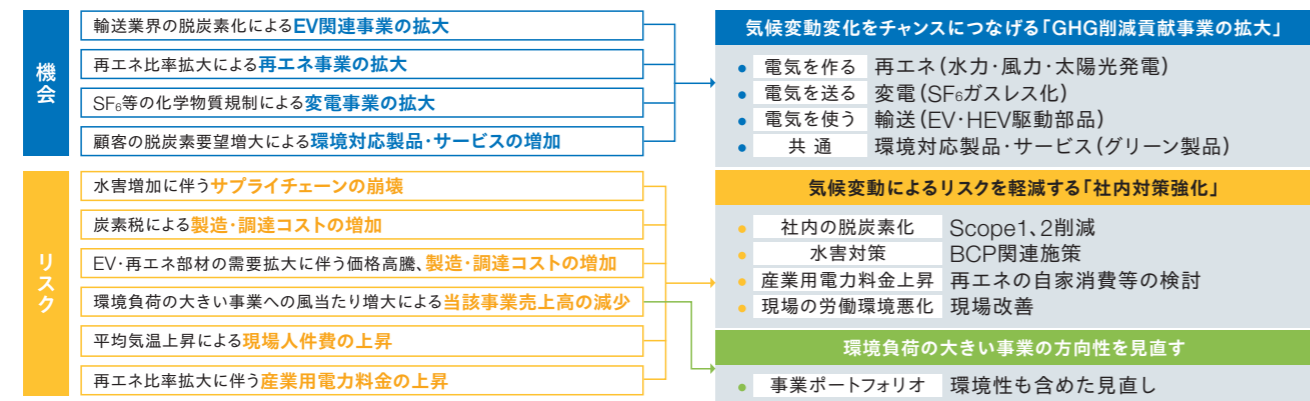 機会
輸送業界の脱炭素化によるEV関連事業の拡大
再エネ比率拡大による再エネ事業の拡大
SF₆等の化学物質規制による変電事業の拡大
顧客の脱炭素要望増大による環境対応製品・サービスの増加
気候変動変化をチャンスにつなげる「GHG削減貢献事業の拡大」
● 電気を作る 再エネ(水力・風力・太陽光発電)
● 電気を送る 変電(SF₆ガスレス化)
● 電気を使う 輸送(EV・HEV駆動部品)
● 共通 環境対応製品・サービス(グリーン製品)
リスク
水害増加に伴うサプライチェーンの崩壊
炭素税による製造・調達コストの増加
EV・再エネ部材の需要拡大に伴う価格高騰、製造・調達コストの増加
環境負荷の大きい事業への風当たり増大による当該事業売上高の減少
平均気温上昇による現場人件費の上昇
再エネ比率拡大に伴う産業用電力料金の上昇
気候変動によるリスクを軽減する「社内対策強化」
● 社内の脱炭素化 Scope1、2削減
● 水害対策 BCP関連施策
● 産業用電力料金上昇 再エネの自家消費等の検討
● 現場の労働環境悪化 現場改善
環境負荷の大きい事業の方向性を見直す
● 事業ポートフォリオ 環境性も含めた見直し